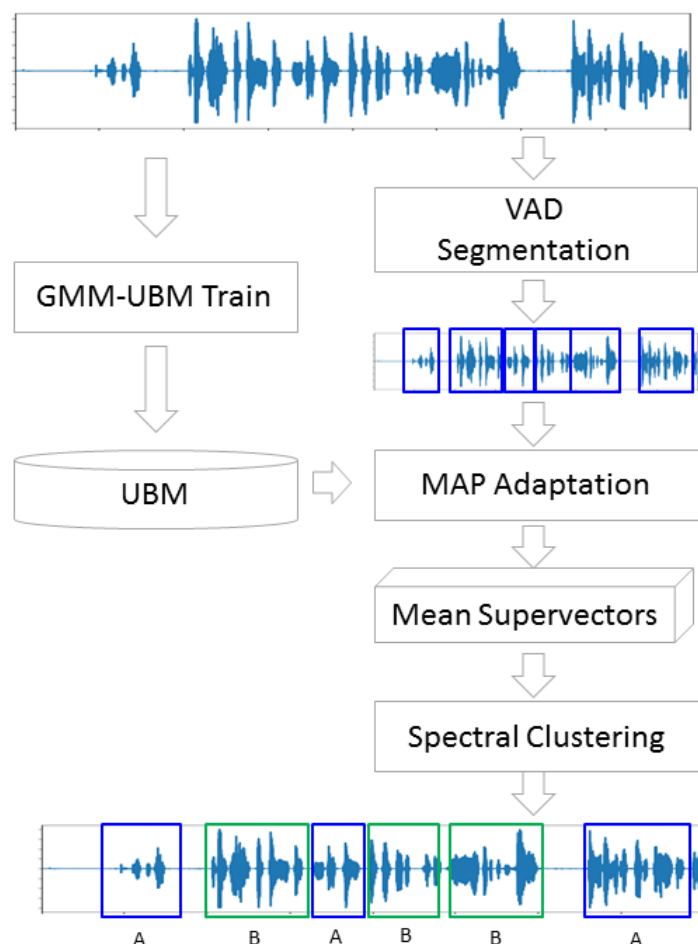 VAD
Segmentation
GMM-UBM Train
UBM
MAP Adaptation
Mean Supervectors
Spectral Clustering
A B A B B A